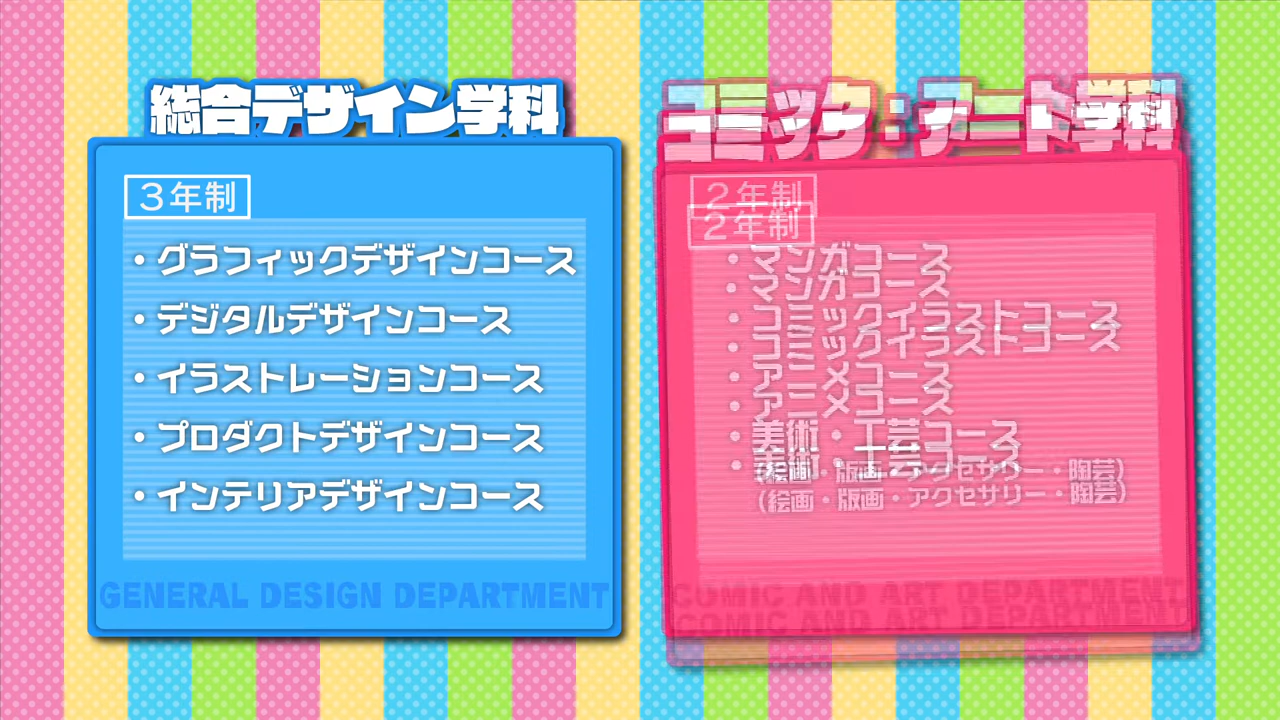 総合デザイン学科
3年制
・グラフィックデザインコース
・デジタルデザインコース
・イラストレーションコース
・プロダクトデザインコース
・インテリアデザインコース
GENERAL DESIGN DEPARTMENT
コミック・アート学科
2年制
・マンガコース
・コミックイラストコース
・アニメコース
・美術・工芸コース
(絵画・版画・アクセサリー・陶芸)
COMIC AND ART DEPARTMENT